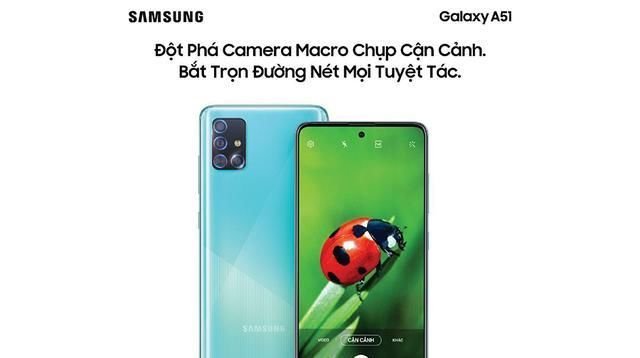 SAMSUNG
Galaxy A51
Đột Phá Camera Macro Chụp Cận Cảnh.
Bắt Trọn Đường Nét Mọi Tuyệt Tác.
SAMSUNG
VIDEO
CẬN CẢNH
KHÁC